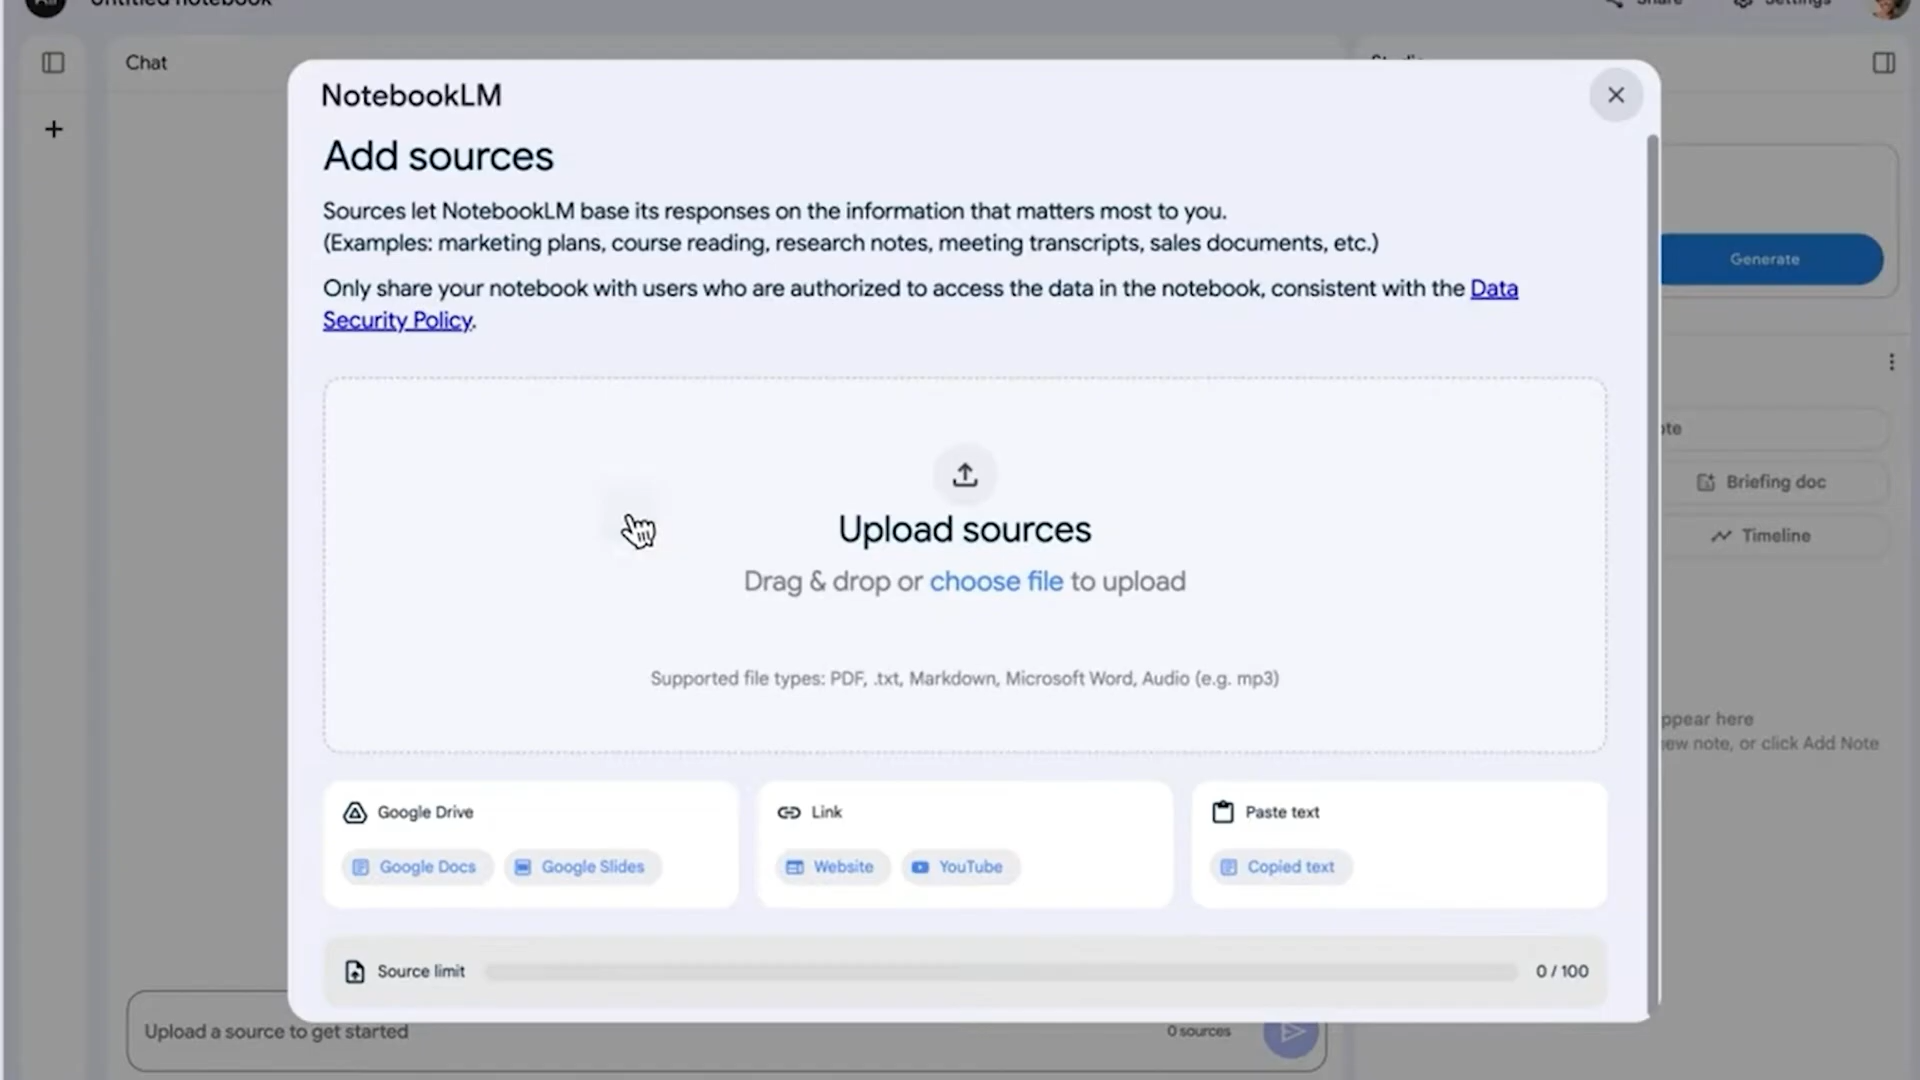 Untitled notebook
Share
Settings
Chat
Studio
NotebookLM
Add sources
Sources let NotebookLM base its responses on the information that matters most to you.
(Examples: marketing plans, course reading, research notes, meeting transcripts, sales documents, etc.)
Only share your notebook with users who are authorized to access the data in the notebook, consistent with the Data
Security Policy.
Generate
Upload sources
Drag & drop or choose file to upload
Supported file types: PDF, .txt, Markdown, Microsoft Word, Audio (e.g. mp3)
Briefing doc
Timeline
ppear here
ew note, or click Add Note
Google Drive
Google Docs
Google Slides
Link
Website
YouTube
Paste text
Copied text
Source limit
0 / 100
Upload a source to get started
0 sources